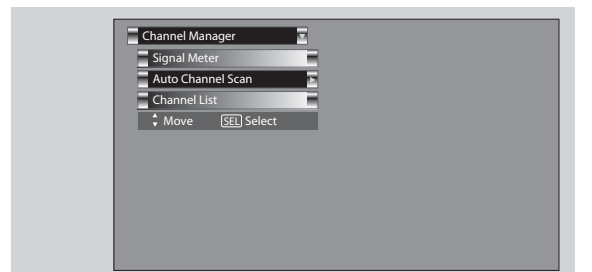 Channel Manager
Signal Meter
Auto Channel Scan
Channel List
Move SEL Select